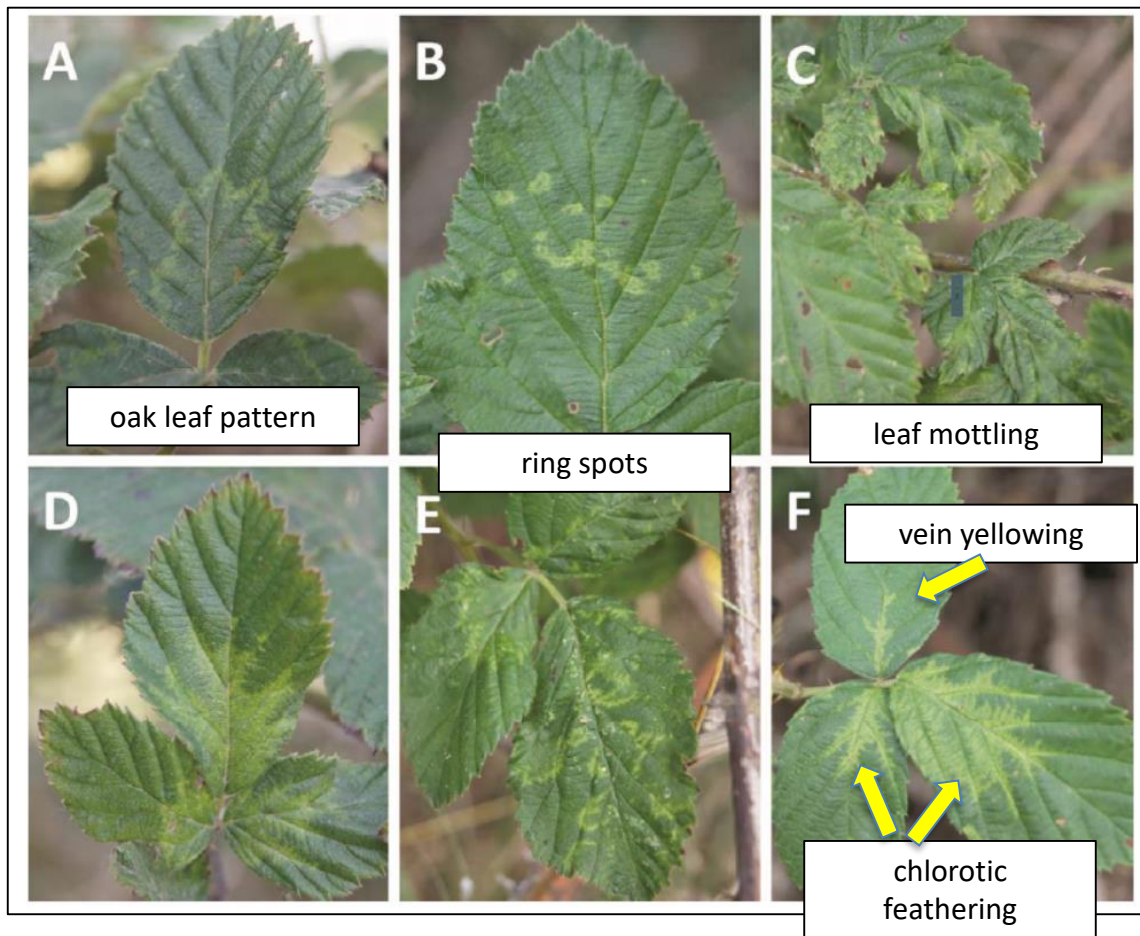 A
B
C
oak leaf pattern
ring spots
leaf mottling
D
E
F
vein yellowing
chlorotic
feathering